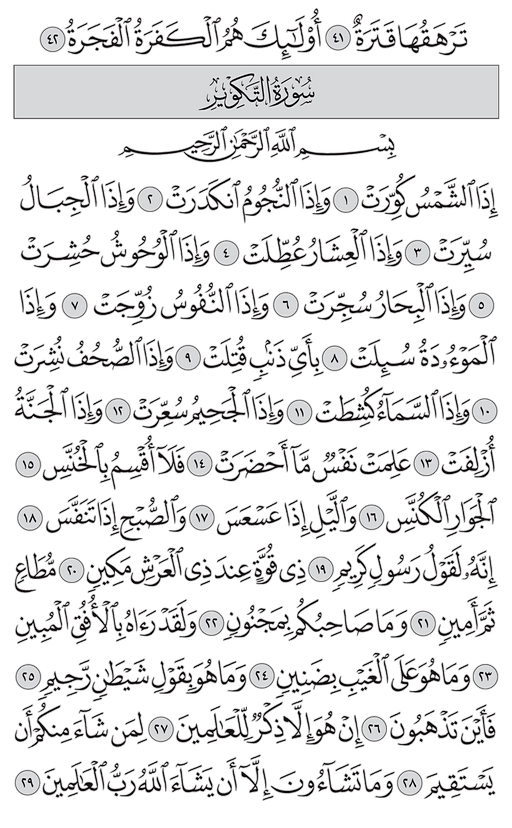 تَرْهَقُهَا قَتَرَةٌ ٤١ أُوْلَٰٓئِكَ هُمُ ٱلْكَفَرَةُ ٱلْفَجَرَةُ ٤٢
سُورَةُ التَّكْوِيرِ
بِسْمِ ٱللَّهِ ٱلرَّحْمَٰنِ ٱلرَّحِيمِ
إِذَا ٱلشَّمْسُ كُوِّرَتْ ١ وَإِذَا ٱلنُّجُومُ ٱنكَدَرَتْ ٢ وَإِذَا ٱلْجِبَالُ
سُيِّرَتْ ٣ وَإِذَا ٱلْعِشَارُ عُطِّلَتْ ٤ وَإِذَا ٱلْوُحُوشُ حُشِرَتْ
٥ وَإِذَا ٱلْبِحَارُ سُجِّرَتْ ٦ وَإِذَا ٱلنُّفُوسُ زُوِّجَتْ ٧ وَإِذَا
ٱلْمَوْءُۥدَةُ سُئِلَتْ ٨ بِأَيِّ ذَنۢبٍ قُتِلَتْ ٩ وَإِذَا ٱلصُّحُفُ نُشِرَتْ
١٠ وَإِذَا ٱلسَّمَآءُ كُشِطَتْ ١١ وَإِذَا ٱلْجَحِيمُ سُعِّرَتْ ١٢ وَإِذَا ٱلْجَنَّةُ
أُزْلِفَتْ ١٣ عَلِمَتْ نَفْسٌ مَّآ أَحْضَرَتْ ١٤ فَلَآ أُقْسِمُ بِٱلْخُنَّسِ ١٥
ٱلْجَوَارِ ٱلْكُنَّسِ ١٦ وَٱلَّيْلِ إِذَا عَسْعَسَ ١٧ وَٱلصُّبْحِ إِذَا تَنَفَّسَ ١٨
إِنَّهُۥ لَقَوْلُ رَسُولٍ كَرِيمٍ ١٩ ذِى قُوَّةٍ عِندَ ذِى ٱلْعَرْشِ مَكِينٍ ٢٠ مُّطَاعٍ
ثَمَّ أَمِينٍ ٢١ وَمَا صَاحِبُكُم بِمَجْنُونٍ ٢٢ وَلَقَدْ رَءَاهُ بِٱلْأُفُقِ ٱلْمُبِينِ
٢٣ وَمَا هُوَ عَلَى ٱلْغَيْبِ بِضَنِينٍ ٢٤ وَمَا هُوَ بِقَوْلِ شَيْطَٰنٍ رَّجِيمٍ ٢٥
فَأَيْنَ تَذْهَبُونَ ٢٦ إِنْ هُوَ إِلَّا ذِكْرٌ لِّلْعَٰلَمِينَ ٢٧ لِمَن شَآءَ مِنكُمْ أَن
يَسْتَقِيمَ ٢٨ وَمَا تَشَآءُونَ إِلَّآ أَن يَشَآءَ ٱللَّهُ رَبُّ ٱلْعَٰلَمِينَ ٢٩